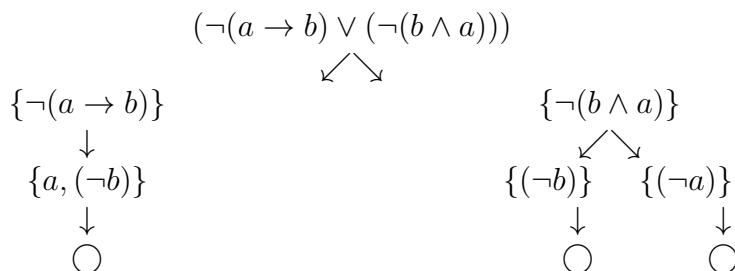 (¬(a → b) ∨ (¬(b ∧ a)))
{¬(a → b)} {¬(b ∧ a)}
{a, (¬b)} {(¬b)} {(¬a)}